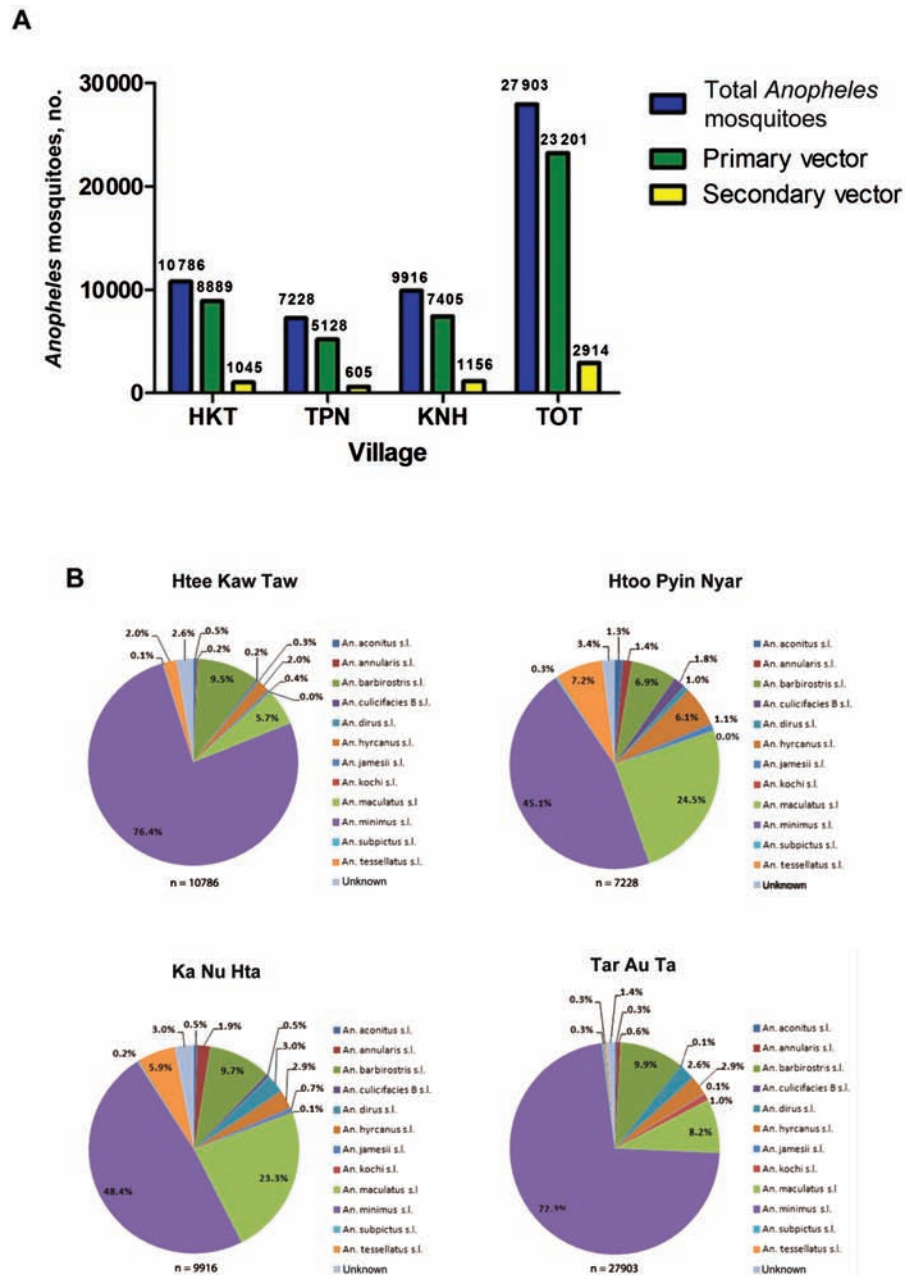 A
30000
20000
10000
0
Anopheles mosquitoes, no.
10 786
8889
1045
7228
5128
605
9916
7405
1156
27 903
23 201
2914
HKT
TPN
KNH
TOT
Village
Total Anopheles
mosquitoes
Primary vector
Secondary vector
B
Htee Kaw Taw
0.5%
0.2%
9.5%
0.2%
0.3%
2.0%
0.4%
0.0%
5.7%
76.4%
0.1%
2.0%
2.6%
n = 10786
An. aconitus s.l.
An. annularis s.l.
An. barbirostris s.l.
An. culicifacies B s.l.
An. dirus s.l.
An. hyrcanus s.l.
An. jamesii s.l.
An. kochi s.l.
An. maculatus s.l
An. minimus s.l.
An. subpictus s.l.
An. tessellatus s.l.
Unknown
Htoo Pyin Nyar
1.3%
1.4%
6.9%
1.8%
1.0%
6.1%
1.1%
0.0%
24.5%
45.1%
0.3%
7.2%
3.4%
n = 7228
An. aconitus s.l.
An. annularis s.l.
An. barbirostris s.l.
An. culicifacies B s.l.
An. dirus s.l.
An. hyrcanus s.l.
An. jamesii s.l.
An. kochi s.l.
An. maculatus s.l
An. minimus s.l.
An. subpictus s.l.
An. tessellatus s.l.
Unknown
Ka Nu Hta
0.5%
1.9%
9.7%
0.5%
3.0%
2.9%
0.7%
0.1%
23.3%
48.4%
0.2%
5.9%
3.0%
n = 9916
An. aconitus s.l.
An. annularis s.l.
An. barbirostris s.l.
An. culicifacies B s.l.
An. dirus s.l.
An. hyrcanus s.l.
An. jamesii s.l.
An. kochi s.l.
An. maculatus s.l
An. minimus s.l.
An. subpictus s.l.
An. tessellatus s.l.
Unknown
Tar Au Ta
1.4%
0.3%
0.6%
9.9%
0.1%
2.6%
2.9%
0.1%
1.0%
8.2%
72.3%
0.3%
0.3%
n = 27903
An. aconitus s.l.
An. annularis s.l.
An. barbirostris s.l.
An. culicifacies B s.l.
An. dirus s.l.
An. hyrcanus s.l.
An. jamesii s.l.
An. kochi s.l.
An. maculatus s.l
An. minimus s.l.
An. subpictus s.l.
An. tessellatus s.l.
Unknown